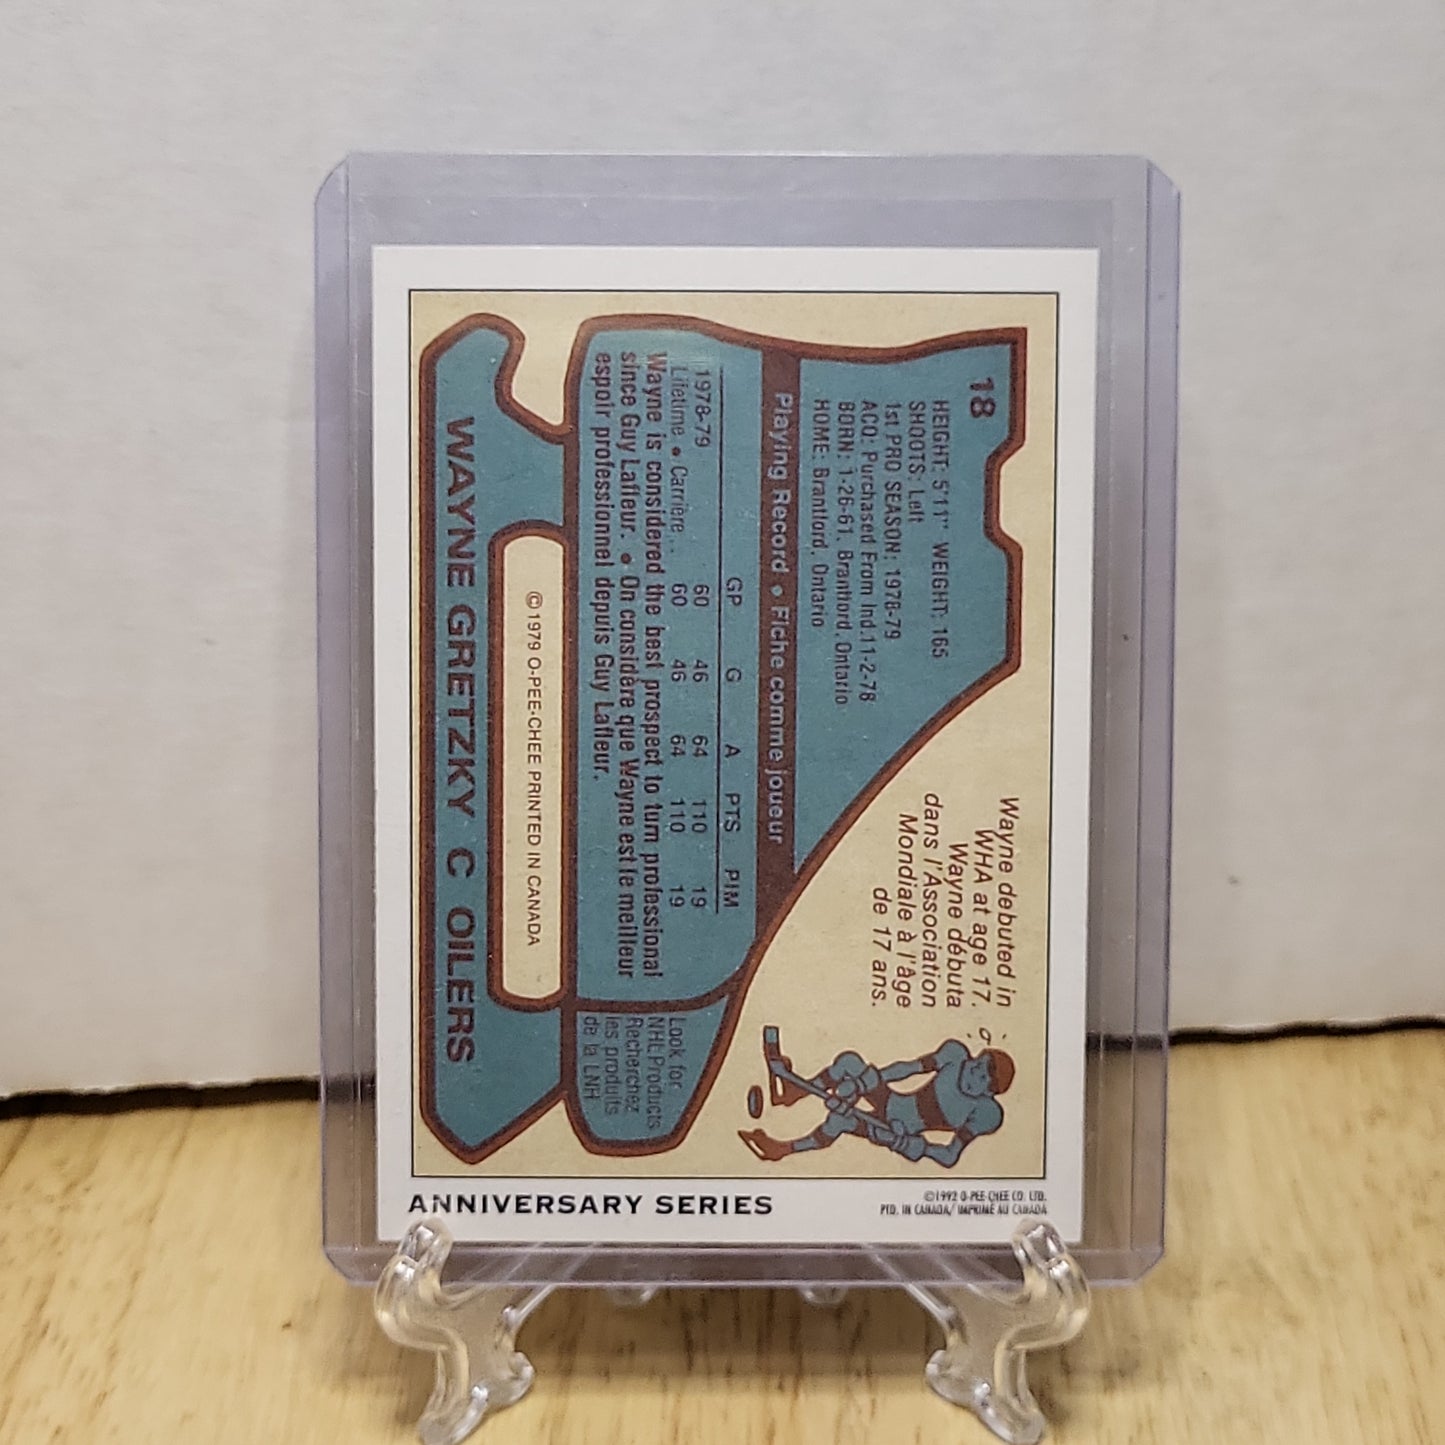 18
HEIGHT: 5'11" WEIGHT: 165
SHOOTS: Left
1st PRO SEASON: 1978-79
ACQ: Purchased From Ind.11-2-78
BORN: 1-26-61, Brantford, Ontario
HOME: Brantford, Ontario
Wayne debuted in
WHA at age 17.
Wayne débuta
dans l'Association
Mondiale à l'âge
de 17 ans.
Playing Record • Fiche comme joueur
GP G A PTS PIM
1978-79 60 46 64 110 19
Lifetime • Carrière . . 60 46 64 110 19
Wayne is considered the best prospect to turn professional
since Guy Lafleur. • On considère que Wayne est le meilleur
espoir professionnel depuis Guy Lafleur.
Look for
NHL Products
Recherchez
les produits
de la LNH
© 1979 O-PEE-CHEE PRINTED IN CANADA
WAYNE GRETZKY C OILERS
ANNIVERSARY SERIES
©1992 O-PEE-CHEE CO. LTD.
PTD. IN CANADA/ IMPRIMÉ AU CANADA